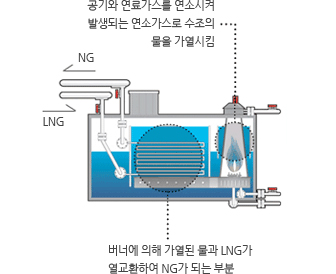 공기와 연료가스를 연소시켜
발생되는 연소가스로 수조의
물을 가열시킴
NG
LNG
버너에 의해 가열된 물과 LNG가
열교환하여 NG가 되는 부분